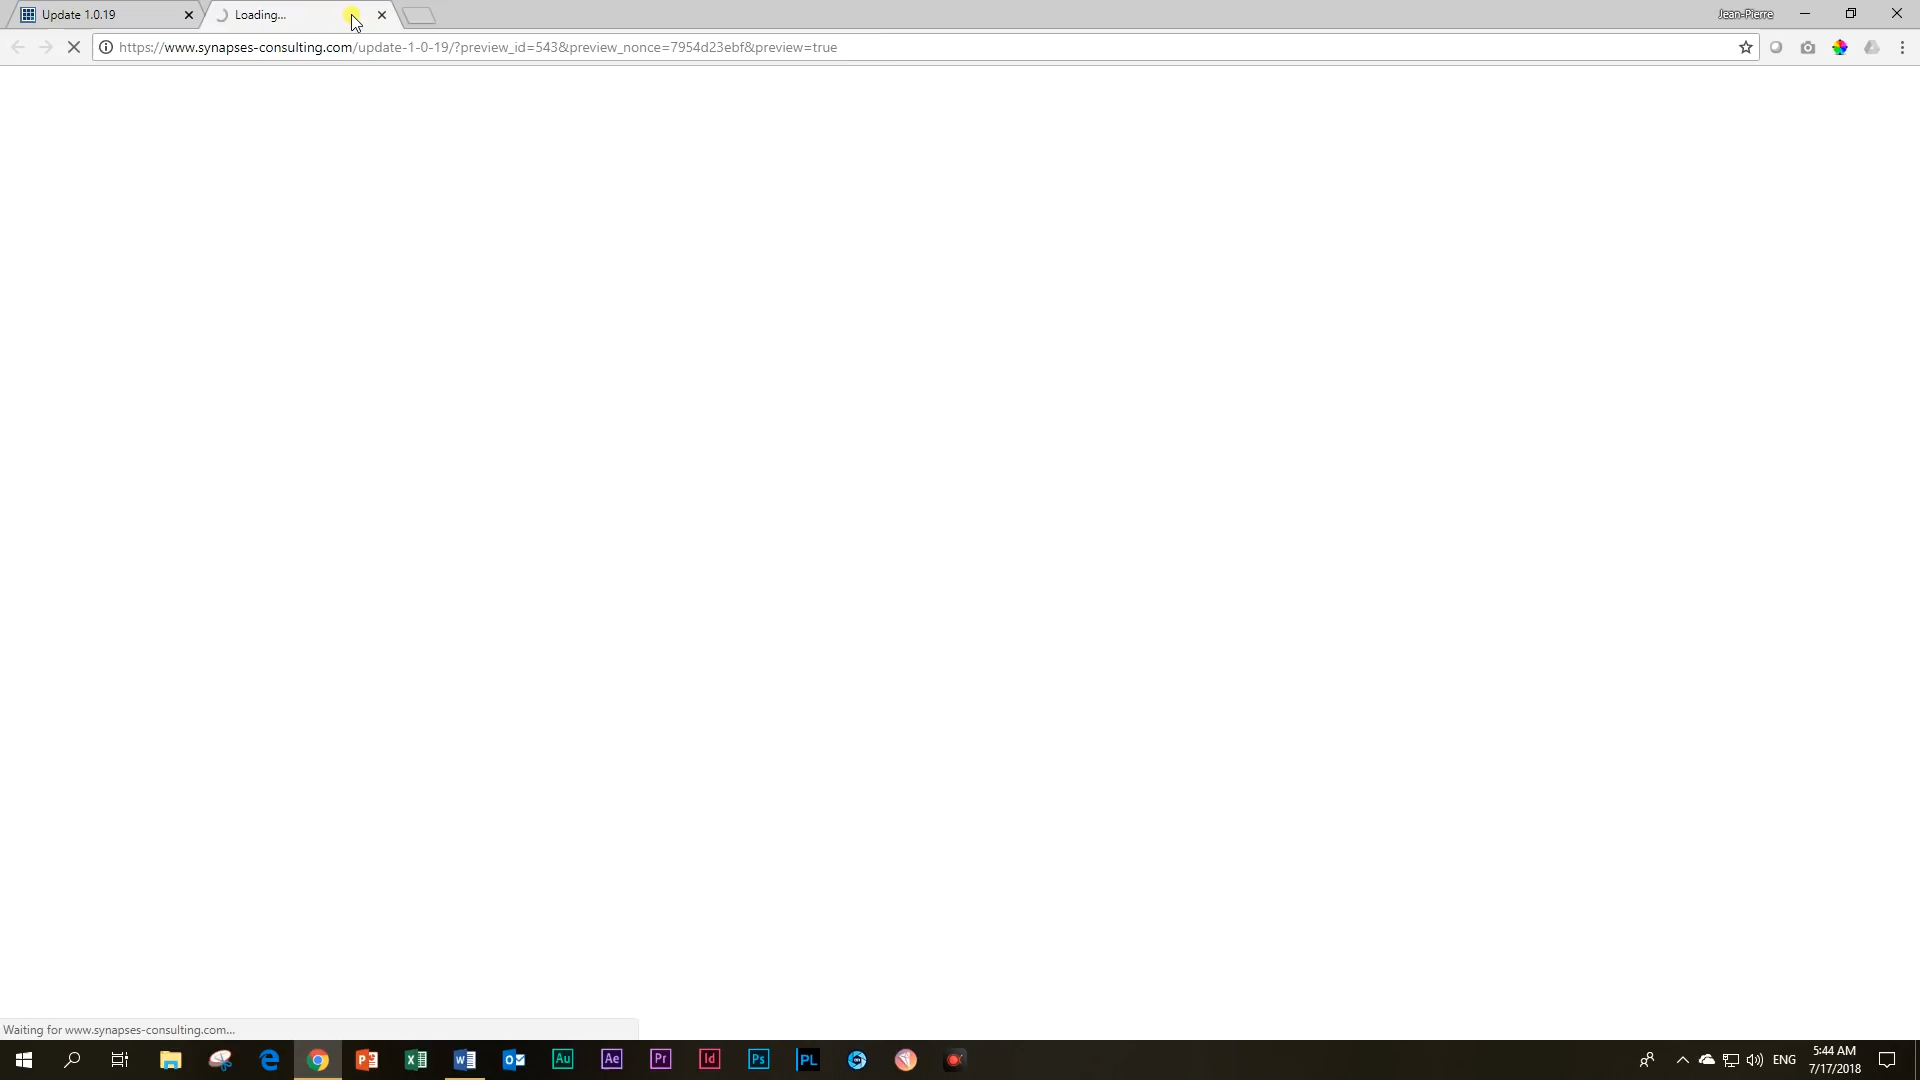 Update 1.0.19
Loading...
Jean-Pierre
https://www.synapses-consulting.com/update-1-0-19/?preview_id=543&preview_nonce=7954d23ebf&preview=true
Waiting for www.synapses-consulting.com...
Au
Ae
Pr
Id
Ps
PL
ENG
5:44 AM
7/17/2018